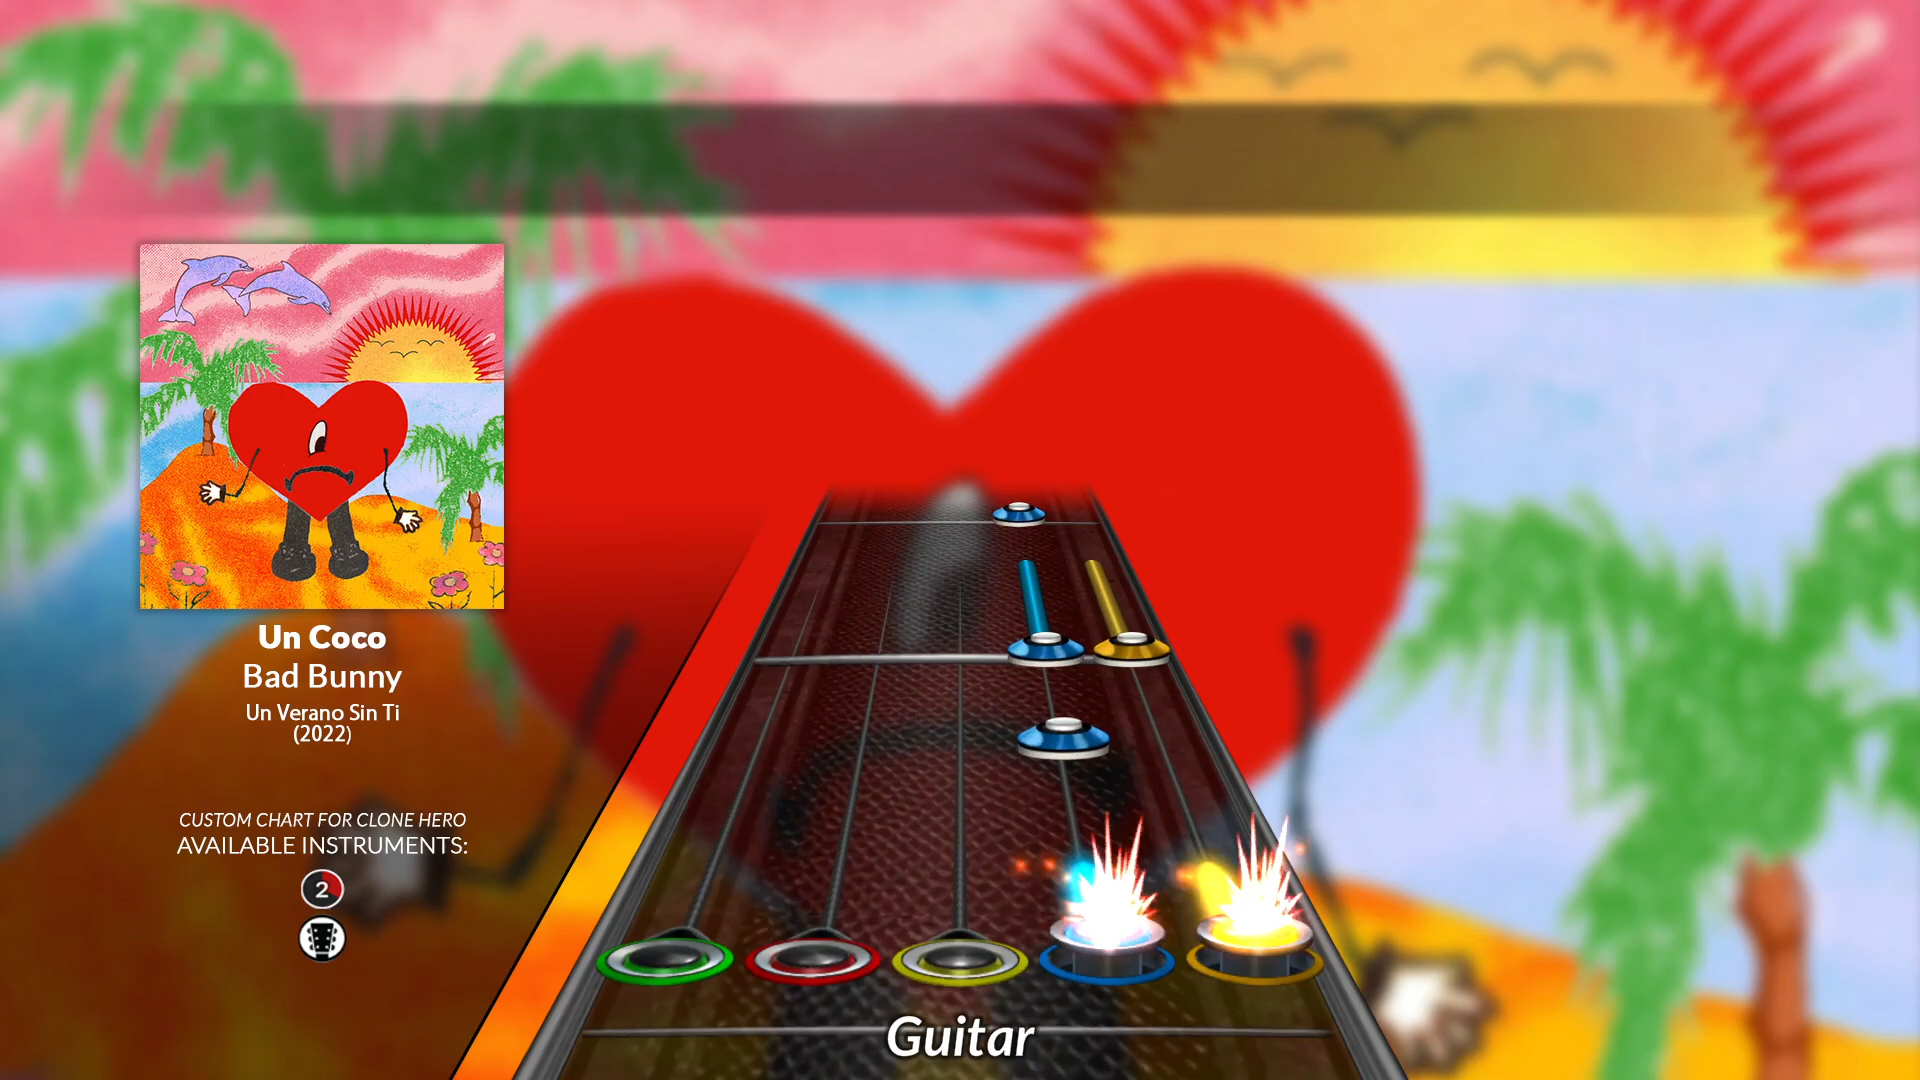 Un Coco
Bad Bunny
Un Verano Sin Ti
(2022)
CUSTOM CHART FOR CLONE HERO
AVAILABLE INSTRUMENTS:
2
Guitar